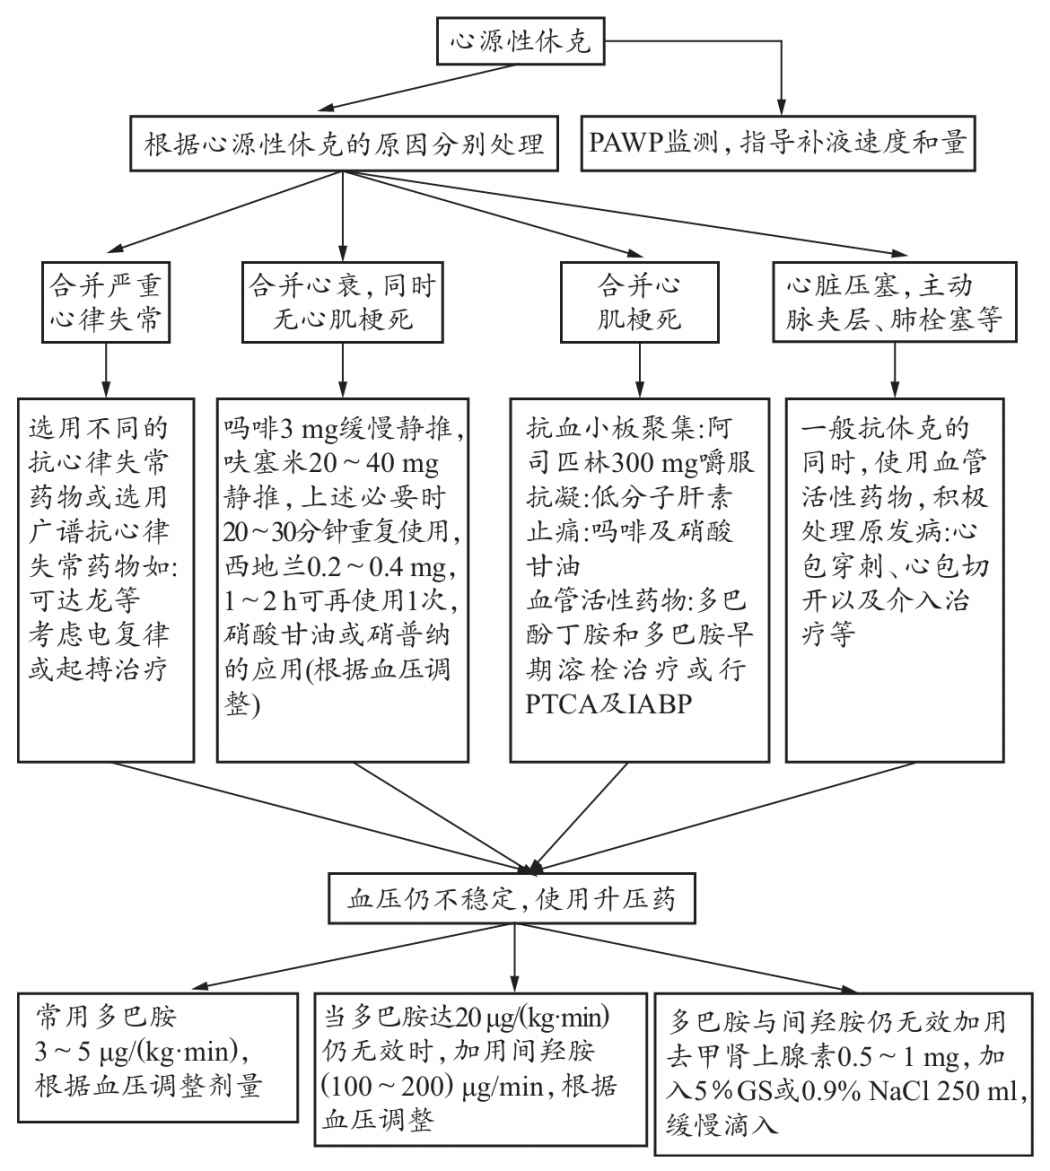 心源性休克
根据心源性休克的原因分别处理
PAWP监测，指导补液速度和量
合并严重
心律失常
合并心衰，同时
无心肌梗死
合并心
肌梗死
心脏压塞，主动
脉夹层、肺栓塞等
选用不同的
抗心律失常
药物或选用
广谱抗心律
失常药物如:
可达龙等
考虑电复律
或起搏治疗
吗啡3 mg缓慢静推，
呋塞米20～40 mg
静推，上述必要时
20～30分钟重复使用，
西地兰0.2～0.4 mg，
1～2 h可再使用1次，
硝酸甘油或硝普纳
的应用(根据血压调
整)
抗血小板聚集:阿
司匹林300 mg嚼服
抗凝:低分子肝素
止痛:吗啡及硝酸
甘油
血管活性药物:多巴
酚丁胺和多巴胺早
期溶栓治疗或行
PTCA及IABP
一般抗休克的
同时，使用血管
活性药物，积极
处理原发病:心
包穿刺、心包切
开以及介入治
疗等
血压仍不稳定，使用升压药
常用多巴胺
3～5 μg/(kg·min)，
根据血压调整剂量
当多巴胺达20 μg/(kg·min)
仍无效时，加用间羟胺
(100～200) μg/min，根据
血压调整
多巴胺与间羟胺仍无效加用
去甲肾上腺素0.5～1 mg，加
入5%GS或0.9% NaCl 250 ml，
缓慢滴入